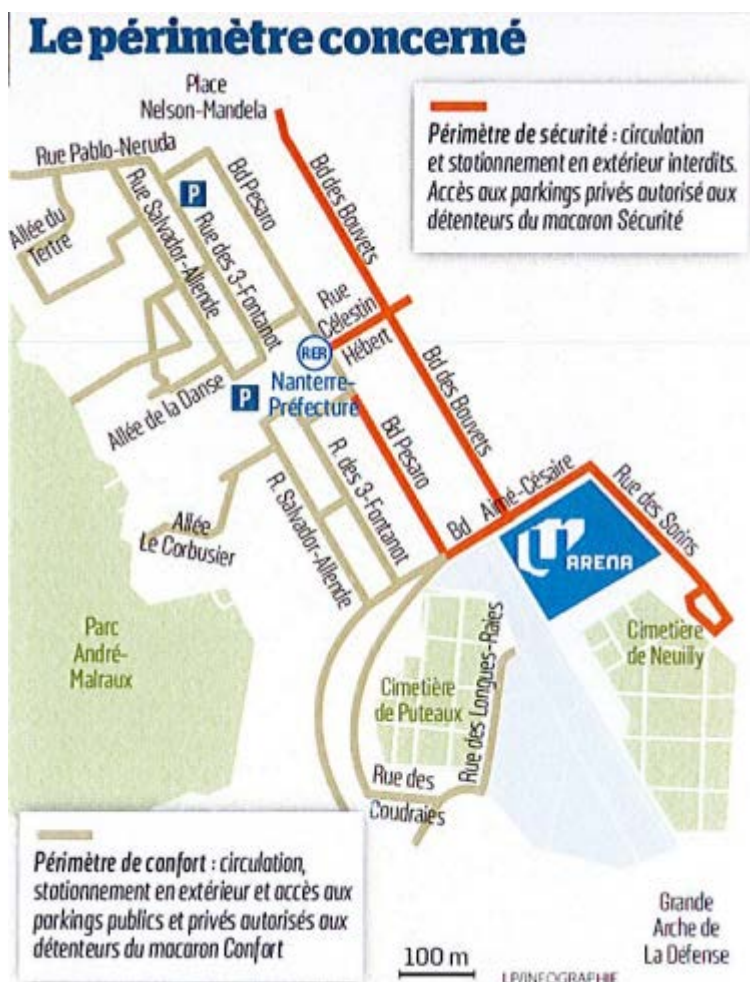 Le périmètre concerné
Place
Nelson-Mandela
Périmètre de sécurité : circulation
et stationnement en extérieur interdits.
Accès aux parkings privés autorisé aux
détenteurs du macaron Sécurité
Rue Pablo-Neruda
Bd Pesaro
Bd des Bouvets
P
Rue Salvador-Allende
Rue des 3-Fontanot
Allée du
Tertre
Rue
Célestin
Hébert
RER
Nanterre-
Préfecture
P
Allée de la Danse
Bd des Bouvets
Bd Pesaro
R. des 3-Fontanot
R. Salvador-Allende
Bd Aimé-Césaire
Rue des Sorins
Allée
Le Corbusier
ARENA
Parc
André-
Malraux
Cimetière
de Neuilly
Cimetière
de Puteaux
Rue des Longues-Raies
Rue des
Coudraies
Périmètre de confort : circulation,
stationnement en extérieur et accès aux
parkings publics et privés autorisés aux
détenteurs du macaron Confort
Grande
Arche de
La Défense
100 m